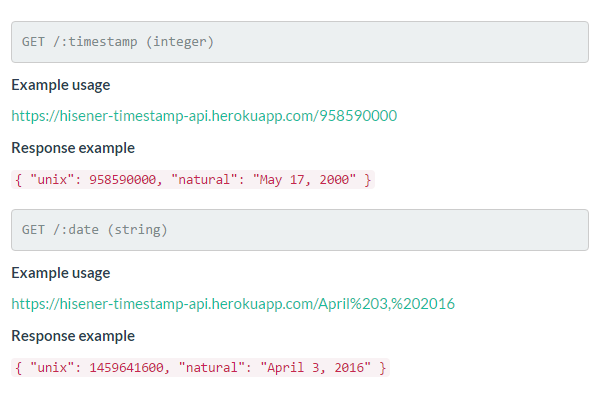 GET /:timestamp (integer)
Example usage
https://hisener-timestamp-api.herokuapp.com/958590000
Response example
{ "unix": 958590000, "natural": "May 17, 2000" }
GET /:date (string)
Example usage
https://hisener-timestamp-api.herokuapp.com/April%203,%202016
Response example
{ "unix": 1459641600, "natural": "April 3, 2016" }